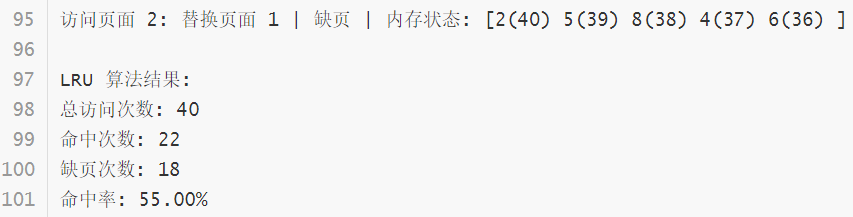 95 访问页面 2: 替换页面 1 | 缺页 | 内存状态: [2(40) 5(39) 8(38) 4(37) 6(36) ]
96
97 LRU 算法结果:
98 总访问次数: 40
99 命中次数: 22
100 缺页次数: 18
101 命中率: 55.00%